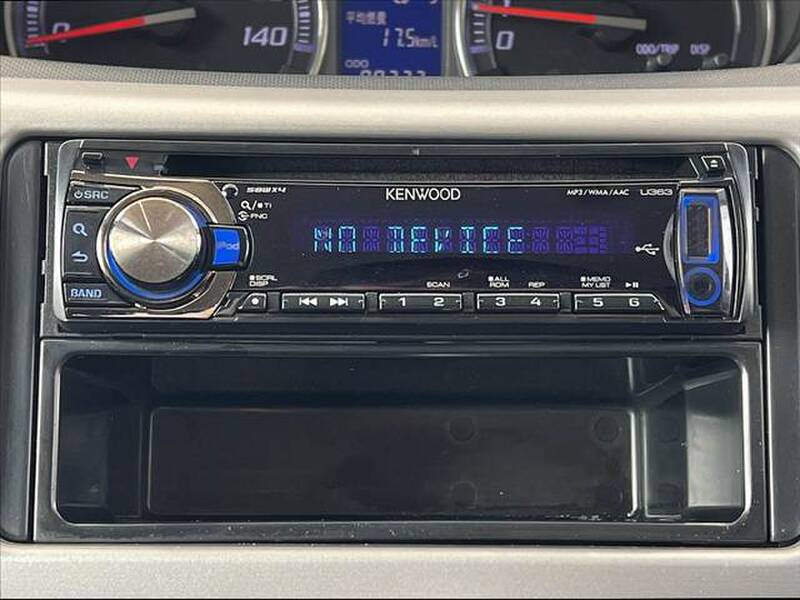 0
140
平均燃費
17.5km/L
ODO
0
ODO/TRIP
DISP
SRC
50W×4
KENWOOD
MP3/WMA/AAC
U363
TI
FNC
NO DEVICE
iPod
BAND
SCRL
DISP
SCAN
1 2
ALL
RDM
REP
3 4
MEMO
MY LIST
5 6